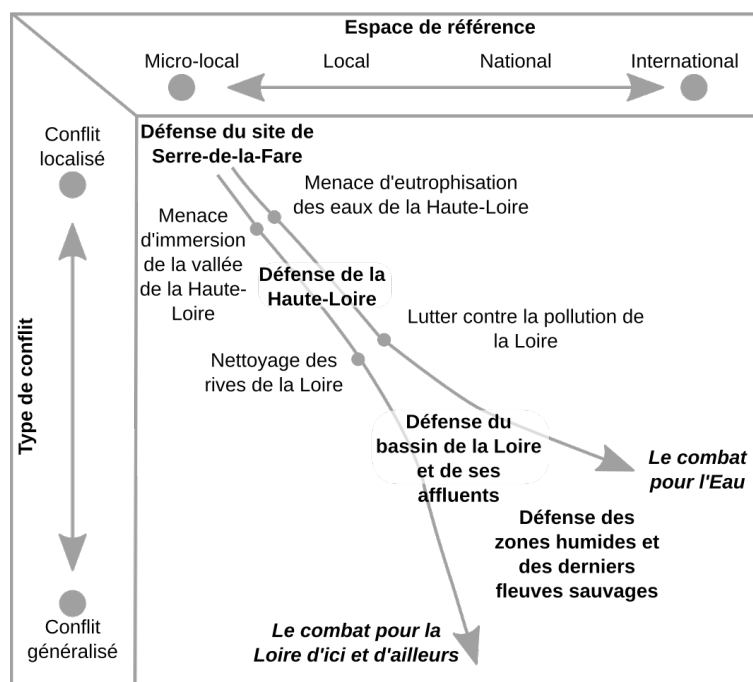 Espace de référence
Micro-local
Local
National
International
Conflit
localisé
Type de conflit
Conflit
généralisé
Défense du site de
Serre-de-la-Fare
Menace d'eutrophisation
des eaux de la Haute-Loire
Menace
d'immersion
de la vallée
de la Haute-
Loire
Défense de la
Haute-Loire
Lutter contre la pollution de
la Loire
Nettoyage des
rives de la Loire
Défense du
bassin de la Loire
et de ses
affluents
Le combat
pour l'Eau
Défense des
zones humides et
des derniers
fleuves sauvages
Le combat pour la
Loire d'ici et d'ailleurs